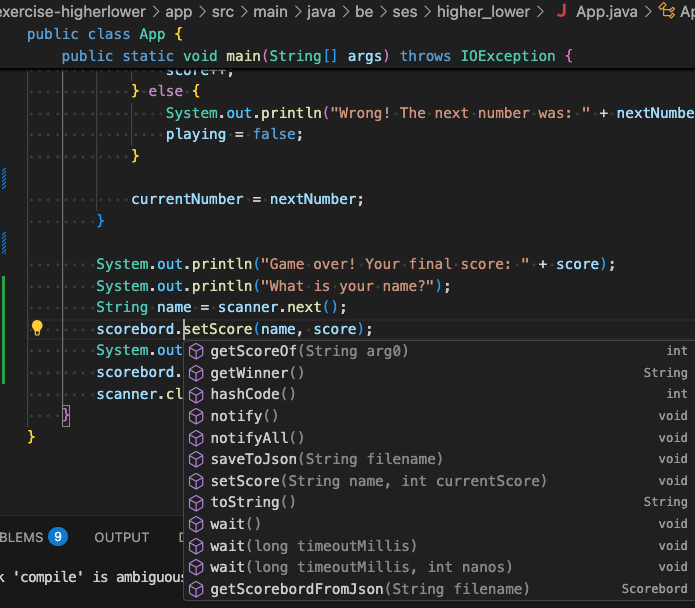 exercise-higherlower > app > src > main > java > be > ses > higher_lower > J App.java > Ap
public class App {
public static void main(String[] args) throws IOException {
score++;
} else {
System.out.println("Wrong! The next number was: " + nextNumbe
playing = false;
}
currentNumber = nextNumber;
}
System.out.println("Game over! Your final score: " + score);
System.out.println("What is your name?");
String name = scanner.next();
scorebord.setScore(name, score);
System.out
scorebord.
scanner.cl
}
}
getScoreOf(String arg0) int
getWinner() String
hashCode() int
notify() void
notifyAll() void
saveToJson(String filename) void
setScore(String name, int currentScore) void
toString() String
wait() void
wait(long timeoutMillis) void
wait(long timeoutMillis, int nanos) void
getScorebordFromJson(String filename) Scorebord
OBLEMS 9 OUTPUT
k 'compile' is ambiguous